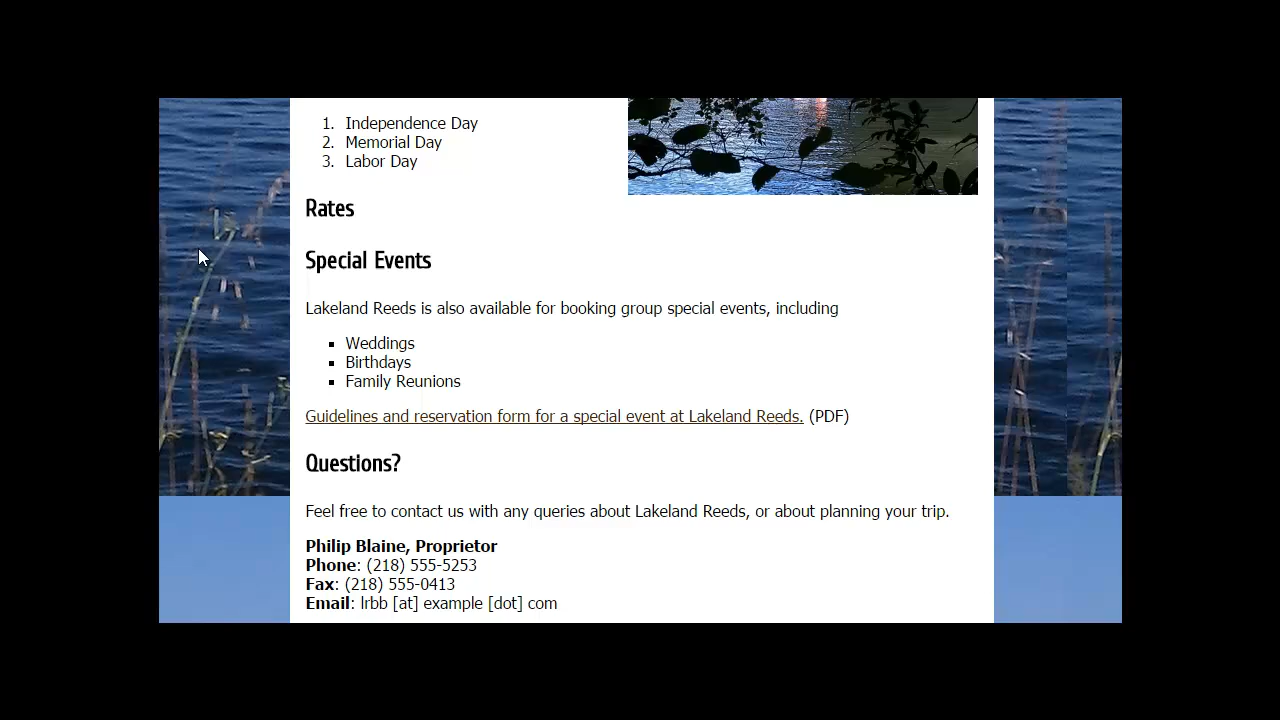 1. Independence Day
2. Memorial Day
3. Labor Day
Rates
Special Events
Lakeland Reeds is also available for booking group special events, including
▪ Weddings
▪ Birthdays
▪ Family Reunions
Guidelines and reservation form for a special event at Lakeland Reeds. (PDF)
Questions?
Feel free to contact us with any queries about Lakeland Reeds, or about planning your trip.
Philip Blaine, Proprietor
Phone: (218) 555-5253
Fax: (218) 555-0413
Email: lrbb [at] example [dot] com